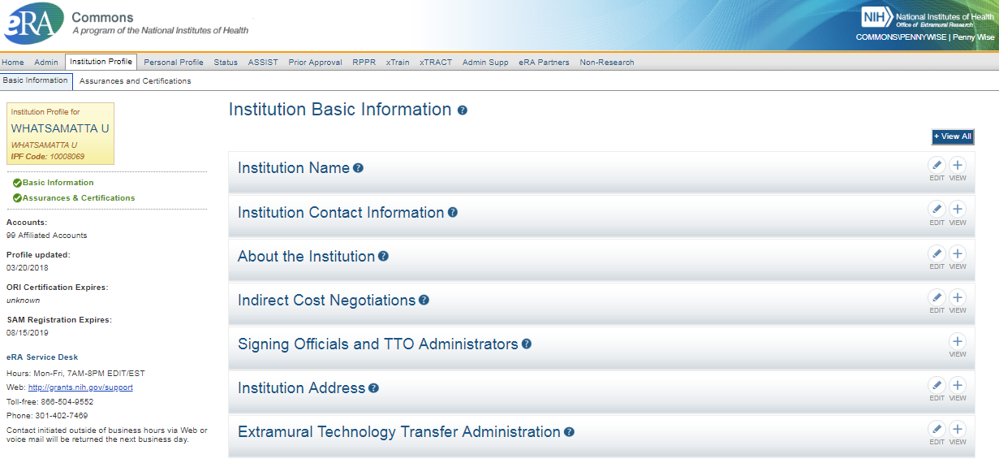 eRA Commons
A program of the National Institutes of Health
NIH National Institutes of Health
Office of Extramural Research
COMMONS\PENNYWISE | Penny Wise
Home Admin Institution Profile Personal Profile Status ASSIST Prior Approval RPPR xTrain xTRACT Admin Supp eRA Partners Non-Research
Basic Information Assurances and Certifications
Institution Profile for
WHATSAMATTA U
WHATSAMATTA U
IPF Code: 10008069
Basic Information
Assurances & Certifications
Accounts:
99 Affiliated Accounts
Profile updated:
03/20/2018
ORI Certification Expires:
unknown
SAM Registration Expires:
08/15/2019
eRA Service Desk
Hours: Mon-Fri, 7AM-8PM EDIT/EST
Web: http://grants.nih.gov/support
Toll-free: 866-504-9552
Phone: 301-402-7469
Contact initiated outside of business hours via Web or
voice mail will be returned the next business day.
Institution Basic Information ?
+ View All
Institution Name ?
EDIT VIEW
Institution Contact Information ?
EDIT VIEW
About the Institution ?
EDIT VIEW
Indirect Cost Negotiations ?
EDIT VIEW
Signing Officials and TTO Administrators ?
VIEW
Institution Address ?
EDIT VIEW
Extramural Technology Transfer Administration ?
EDIT VIEW